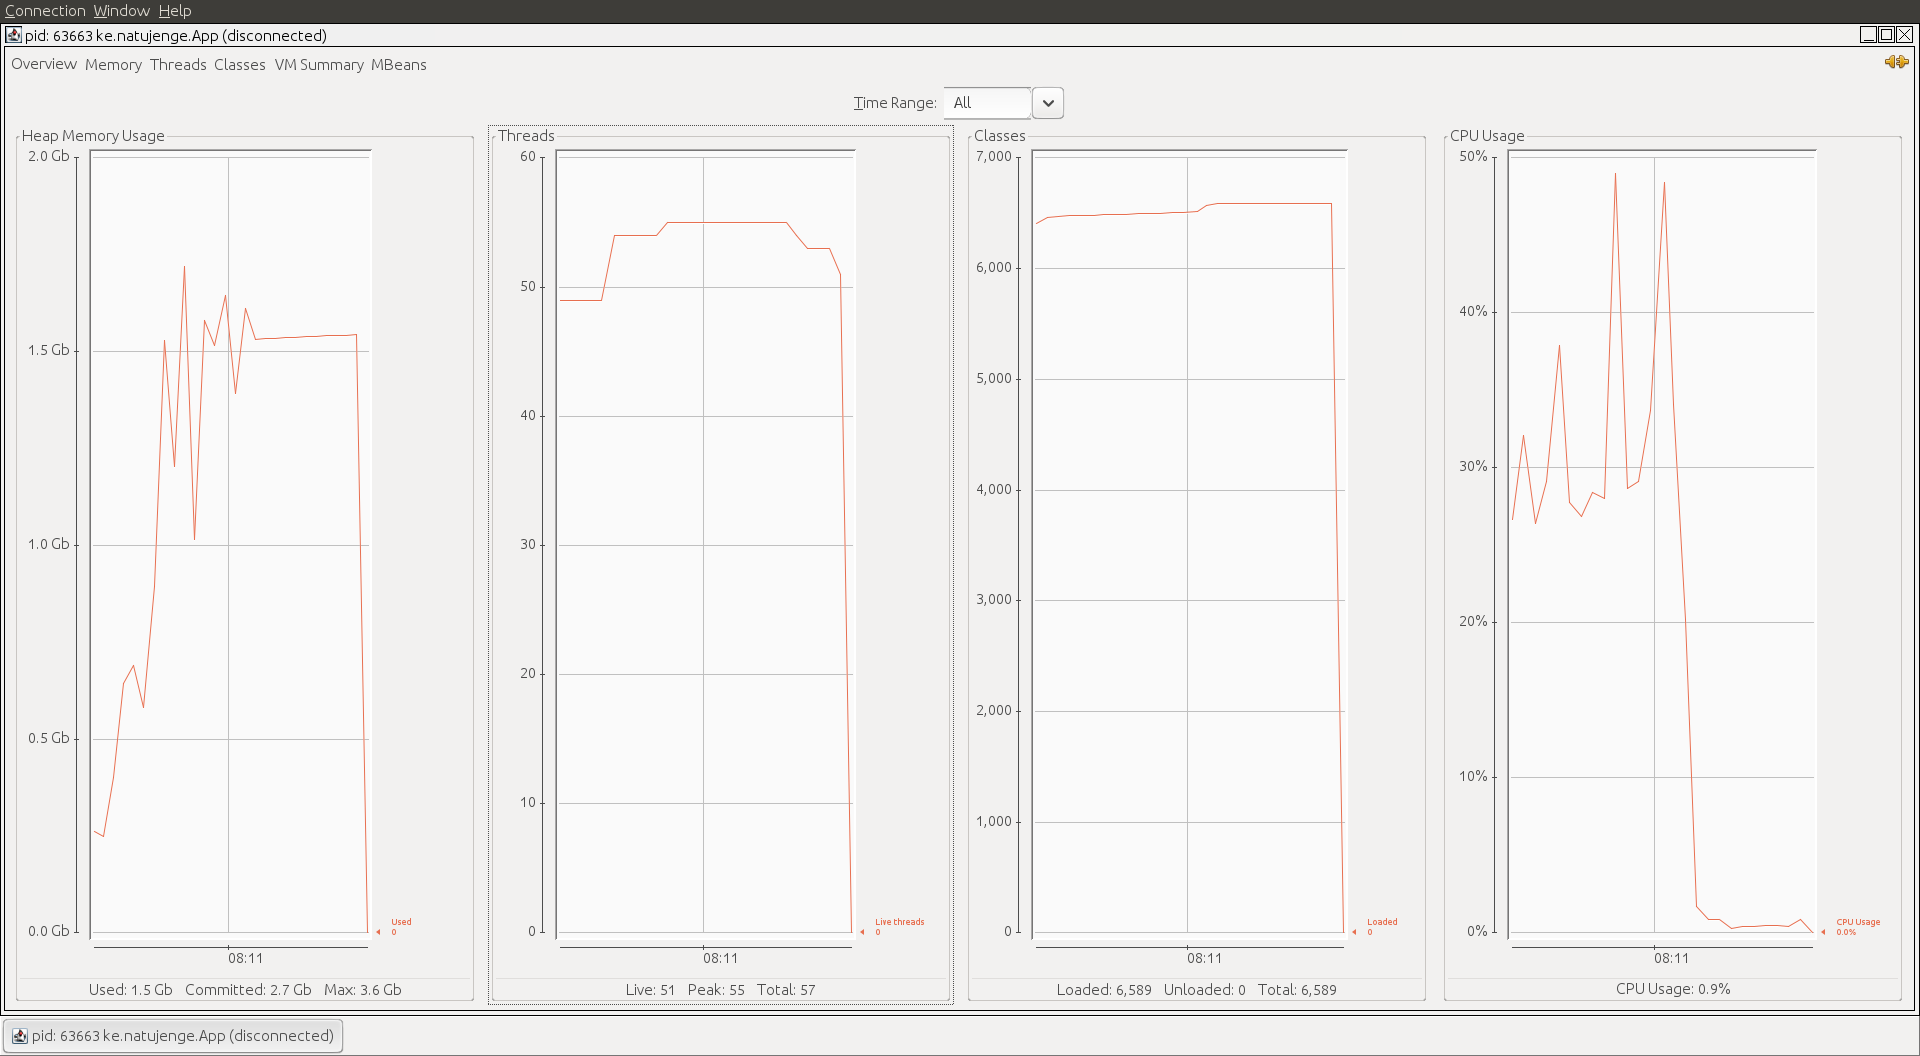 Connection Window Help
pid: 63663 ke.natujenge.App (disconnected)
Overview Memory Threads Classes VM Summary MBeans
Time Range: All
Heap Memory Usage
2.0 Gb
1.5 Gb
1.0 Gb
0.5 Gb
0.0 Gb
Used
0
08:11
Used: 1.5 Gb Committed: 2.7 Gb Max: 3.6 Gb
Threads
60
50
40
30
20
10
0
Live threads
0
08:11
Live: 51 Peak: 55 Total: 57
Classes
7,000
6,000
5,000
4,000
3,000
2,000
1,000
0
Loaded
0
08:11
Loaded: 6,589 Unloaded: 0 Total: 6,589
CPU Usage
50%
40%
30%
20%
10%
0%
CPU Usage
0.0%
08:11
CPU Usage: 0.9%
pid: 63663 ke.natujenge.App (disconnected)